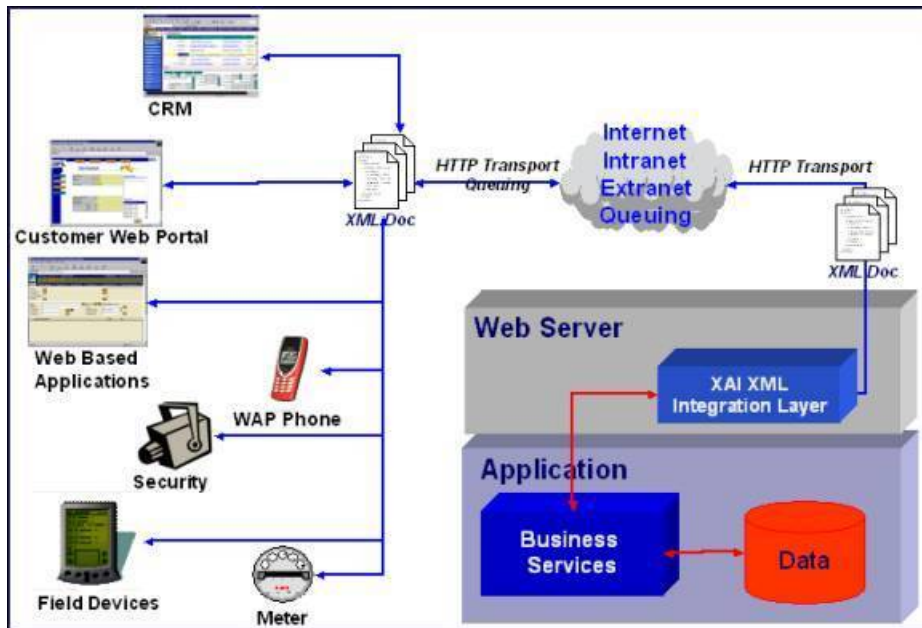 CRM
Customer Web Portal
Web Based
Applications
WAP Phone
Security
Field Devices
Meter
XML Doc
HTTP Transport
Queuing
Internet
Intranet
Extranet
Queuing
HTTP Transport
XML Doc
Web Server
XAI XML
Integration Layer
Application
Business
Services
Data